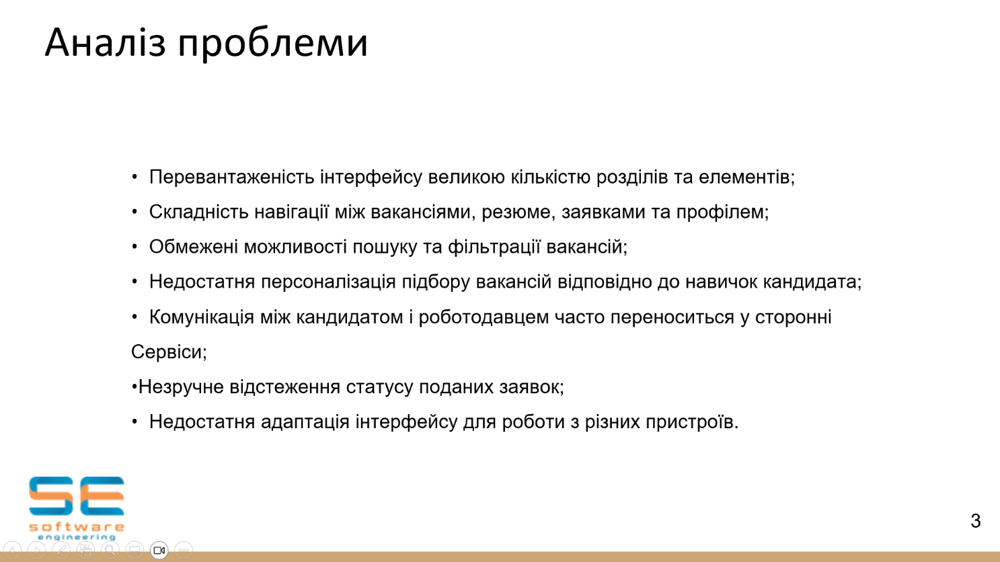 Аналіз проблеми
• Перевантаженість інтерфейсу великою кількістю розділів та елементів;
• Складність навігації між вакансіями, резюме, заявками та профілем;
• Обмежені можливості пошуку та фільтрації вакансій;
• Недостатня персоналізація підбору вакансій відповідно до навичок кандидата;
• Комунікація між кандидатом і роботодавцем часто переноситься у сторонні
Сервіси;
•Незручне відстеження статусу поданих заявок;
• Недостатня адаптація інтерфейсу для роботи з різних пристроїв.
SE
software
engineering
3